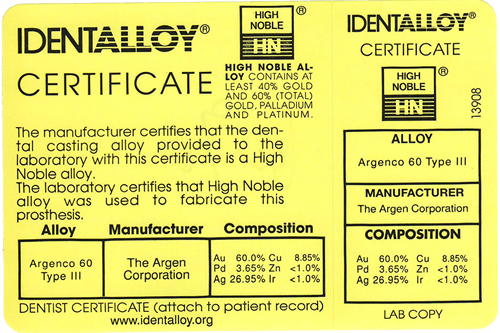 IDENTALLOY®
CERTIFICATE
HIGH
NOBLE
HN
®
HIGH NOBLE AL-
LOY CONTAINS AT
LEAST 40% GOLD
AND 60% (TOTAL)
GOLD, PALLADIUM
AND PLATINUM.
The manufacturer certifies that the den-
tal casting alloy provided to the
laboratory with this certificate is a High
Noble alloy.
The laboratory certifies that High Noble
alloy was used to fabricate this
prosthesis.
Alloy Manufacturer Composition
Argenco 60
Type III
The Argen
Corporation
Au 60.0% Cu 8.85%
Pd 3.65% Zn <1.0%
Ag 26.95% Ir <1.0%
DENTIST CERTIFICATE (attach to patient record)
www.identalloy.org
IDENTALLOY®
CERTIFICATE
HIGH
NOBLE
HN
®
13908
ALLOY
Argenco 60 Type III
MANUFACTURER
The Argen Corporation
COMPOSITION
Au 60.0% Cu 8.85%
Pd 3.65% Zn <1.0%
Ag 26.95% Ir <1.0%
LAB COPY